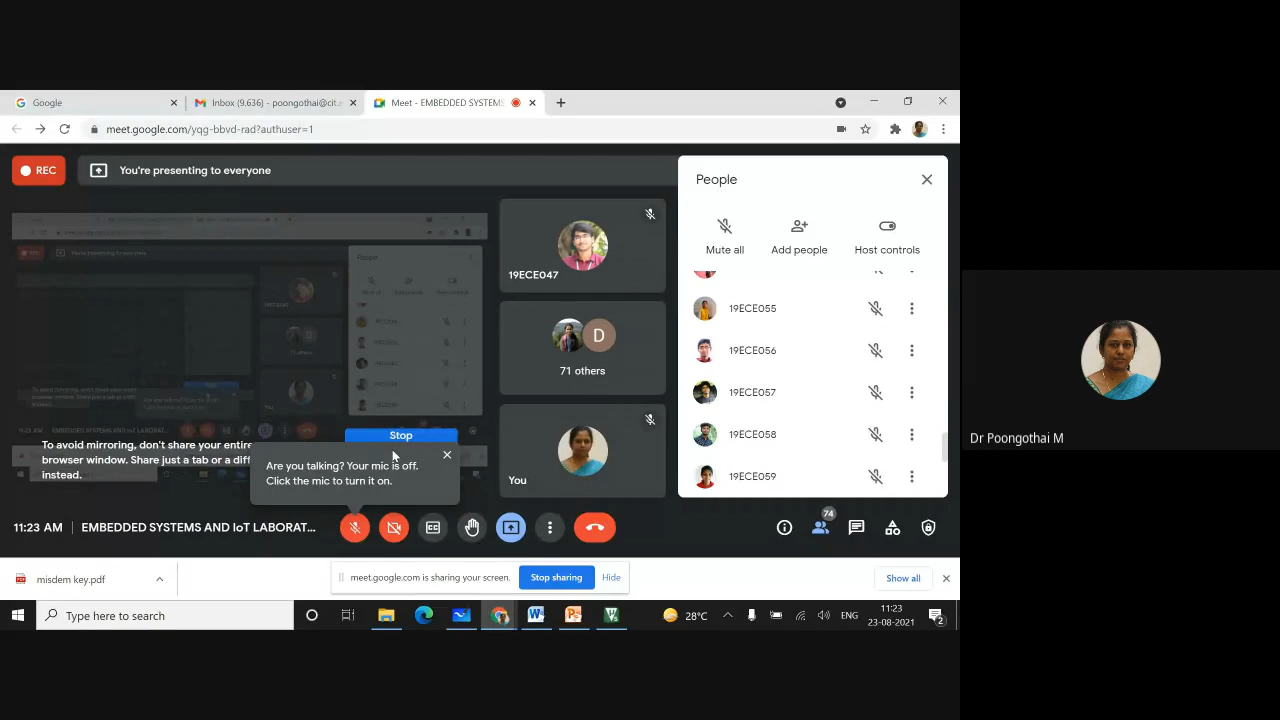 Google
Inbox (9,636) - poongothai@cit.e
Meet - EMBEDDED SYSTEMS
meet.google.com/yqg-bbvd-rad?authuser=1
REC
You're presenting to everyone
People
Mute all
Add people
Host controls
19ECE047
D
71 others
You
19ECE055
19ECE056
19ECE057
19ECE058
19ECE059
To avoid mirroring, don't share your entire
browser window. Share just a tab or a diff
instead.
Stop
Are you talking? Your mic is off.
Click the mic to turn it on.
11:23 AM | EMBEDDED SYSTEMS AND IoT LABORAT...
74
misdem key.pdf
meet.google.com is sharing your screen.
Stop sharing
Hide
Show all
Type here to search
28°C
ENG
11:23
23-08-2021
2
Dr Poongothai M